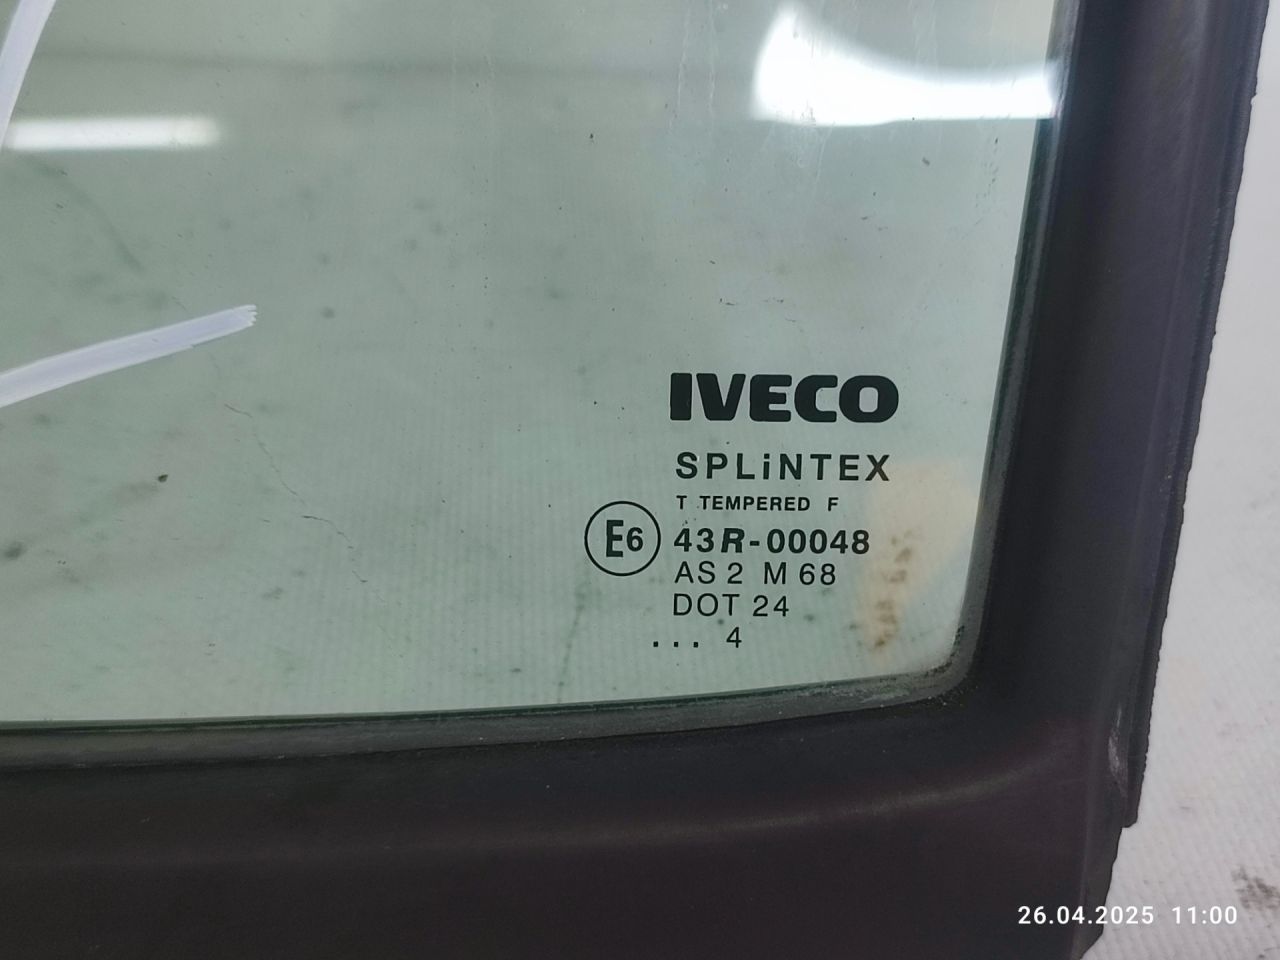 IVECO
SPLiNTEX
T TEMPERED F
E6 43R-00048
AS 2 M 68
DOT 24
... 4
26.04.2025 11:00